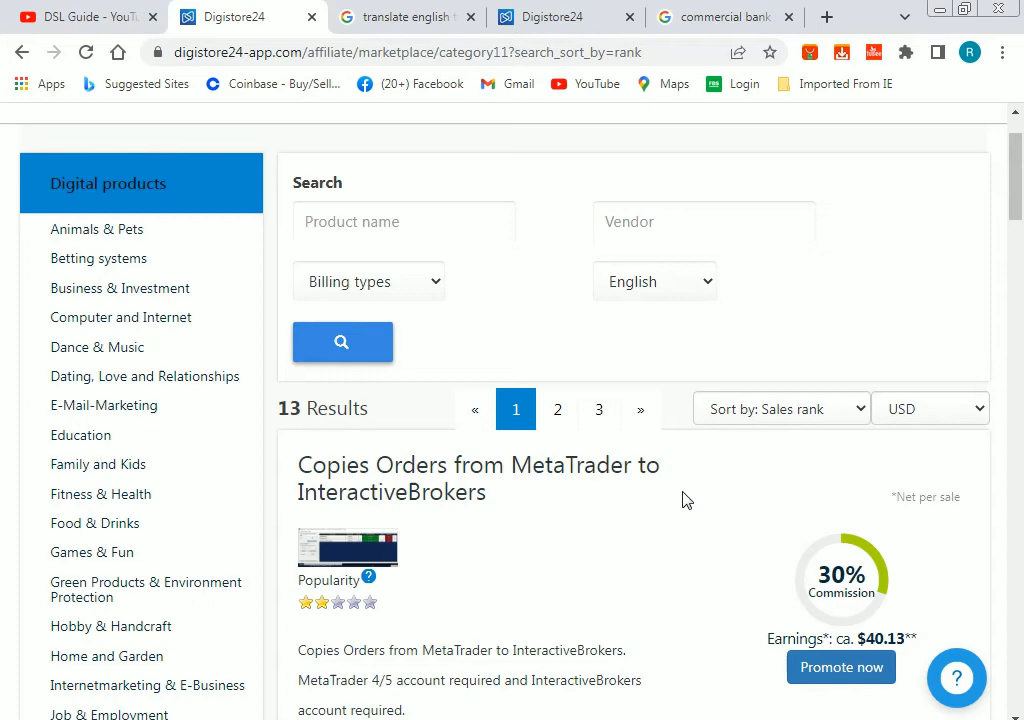 DSL Guide - YouTu
Digistore24
translate english t
Digistore24
commercial bank
digistore24-app.com/affiliate/marketplace/category11?search_sort_by=rank
R
Apps
Suggested Sites
Coinbase - Buy/Sell...
(20+) Facebook
Gmail
YouTube
Maps
Login
Imported From IE
Digital products
Animals & Pets
Betting systems
Business & Investment
Computer and Internet
Dance & Music
Dating, Love and Relationships
E-Mail-Marketing
Education
Family and Kids
Fitness & Health
Food & Drinks
Games & Fun
Green Products & Environment
Protection
Hobby & Handcraft
Home and Garden
Internetmarketing & E-Business
Job & Employment
Search
Product name
Vendor
Billing types
English
13 Results
« 1 2 3 »
Sort by: Sales rank
USD
Copies Orders from MetaTrader to
InteractiveBrokers
*Net per sale
Popularity ?
30%
Commission
Earnings*: ca. $40.13**
Promote now
Copies Orders from MetaTrader to InteractiveBrokers.
MetaTrader 4/5 account required and InteractiveBrokers
account required.
?